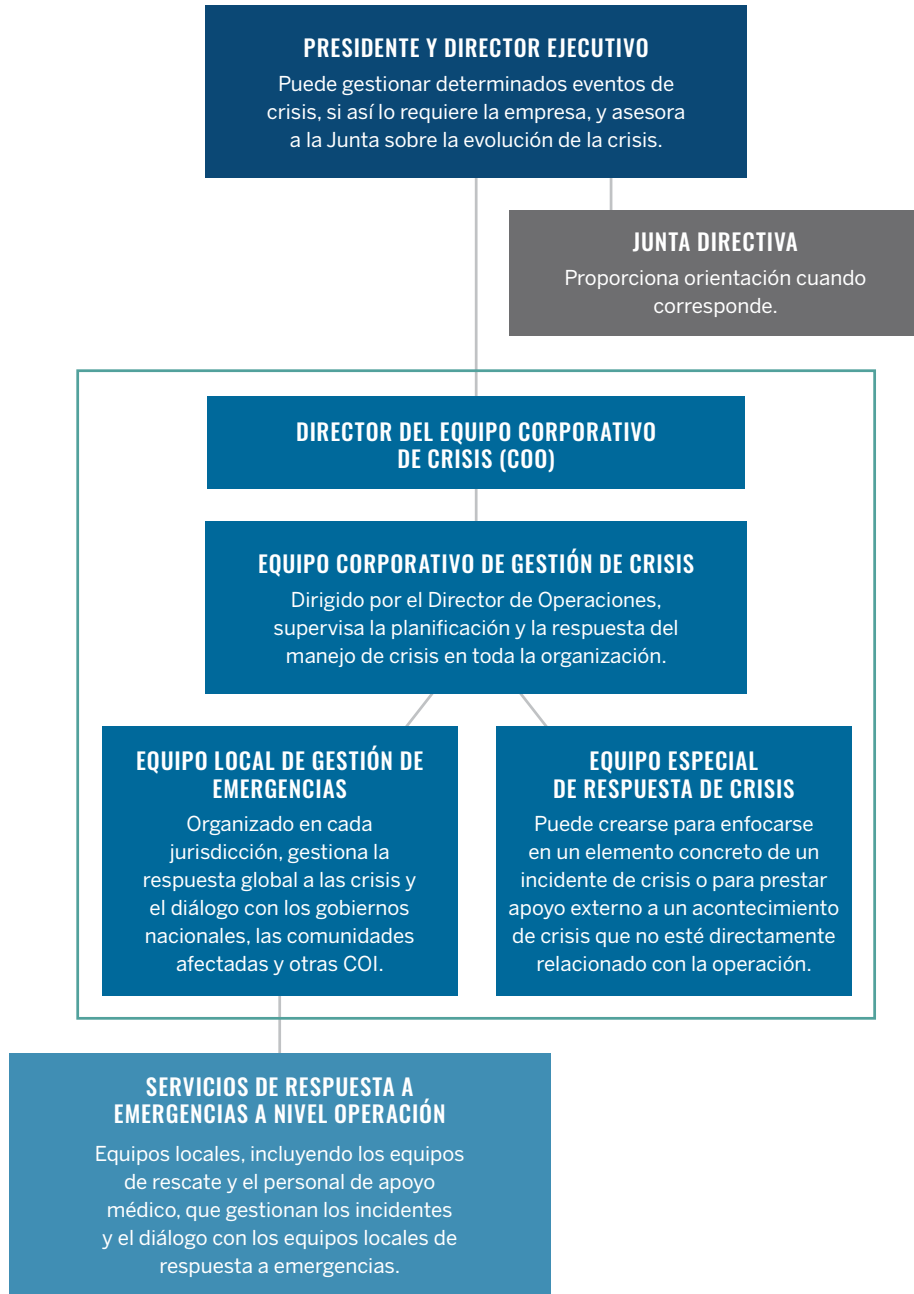 PRESIDENTE Y DIRECTOR EJECUTIVO
Puede gestionar determinados eventos de
crisis, si así lo requiere la empresa, y asesora
a la Junta sobre la evolución de la crisis.
JUNTA DIRECTIVA
Proporciona orientación cuando
corresponde.
DIRECTOR DEL EQUIPO CORPORATIVO
DE CRISIS (COO)
EQUIPO CORPORATIVO DE GESTIÓN DE CRISIS
Dirigido por el Director de Operaciones,
supervisa la planificación y la respuesta del
manejo de crisis en toda la organización.
EQUIPO LOCAL DE GESTIÓN DE
EMERGENCIAS
Organizado en cada
jurisdicción, gestiona la
respuesta global a las crisis y
el diálogo con los gobiernos
nacionales, las comunidades
afectadas y otras COI.
EQUIPO ESPECIAL
DE RESPUESTA DE CRISIS
Puede crearse para enfocarse
en un elemento concreto de un
incidente de crisis o para prestar
apoyo externo a un acontecimiento
de crisis que no esté directamente
relacionado con la operación.
SERVICIOS DE RESPUESTA A
EMERGENCIAS A NIVEL OPERACIÓN
Equipos locales, incluyendo los equipos
de rescate y el personal de apoyo
médico, que gestionan los incidentes
y el diálogo con los equipos locales de
respuesta a emergencias.